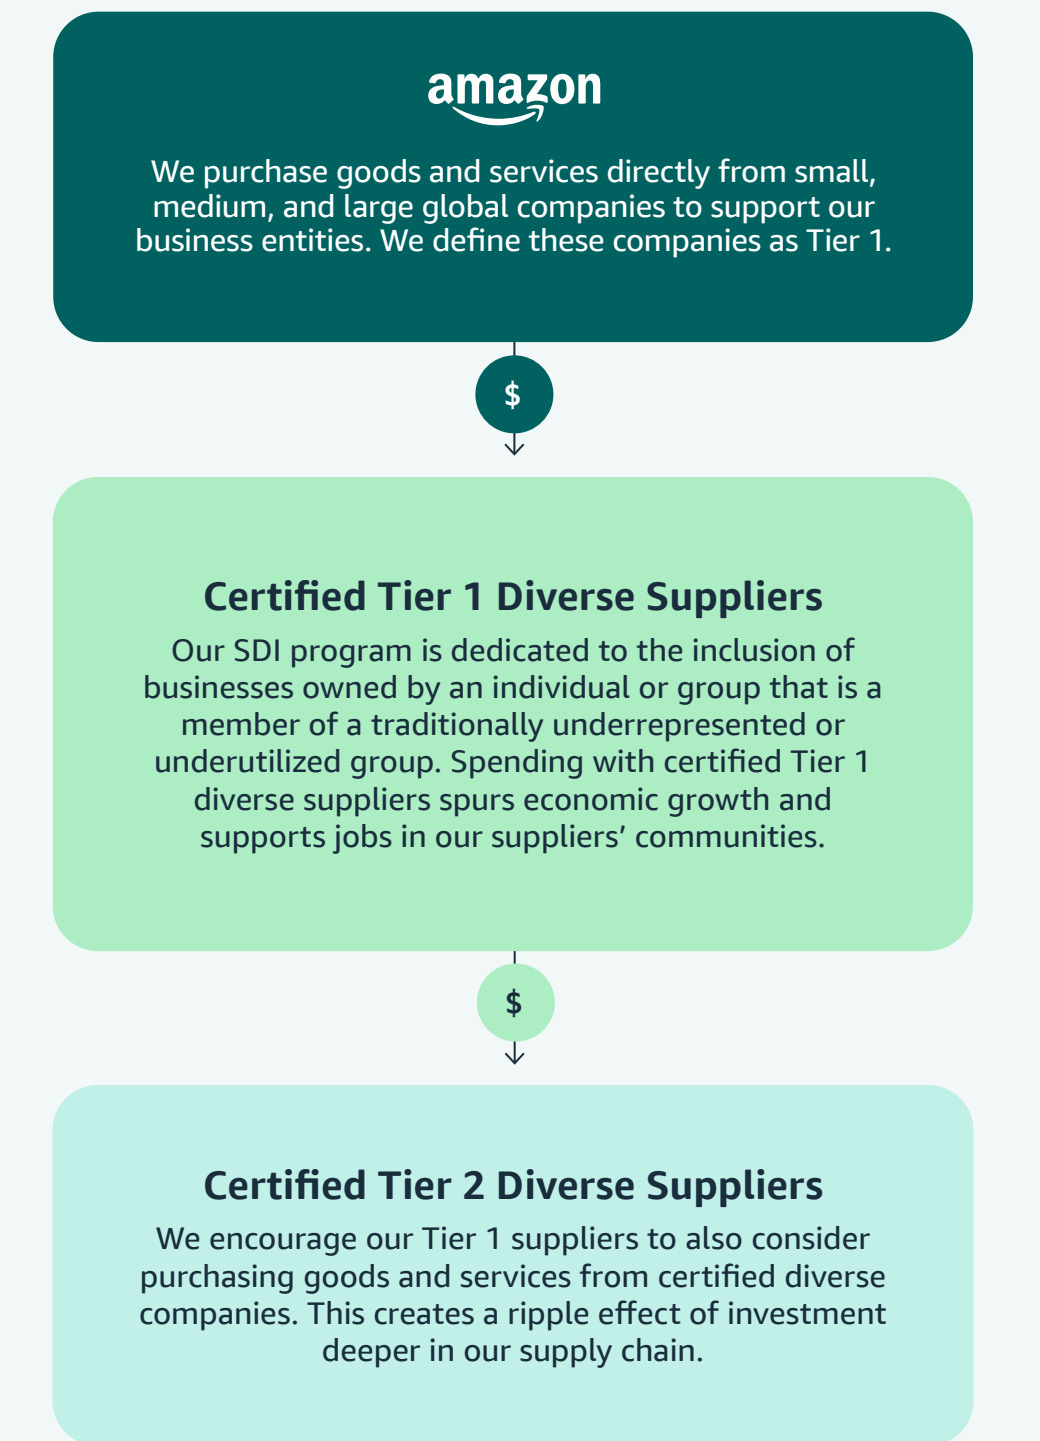 amazon
We purchase goods and services directly from small,
medium, and large global companies to support our
business entities. We define these companies as Tier 1.
$
Certified Tier 1 Diverse Suppliers
Our SDI program is dedicated to the inclusion of
businesses owned by an individual or group that is a
member of a traditionally underrepresented or
underutilized group. Spending with certified Tier 1
diverse suppliers spurs economic growth and
supports jobs in our suppliers’ communities.
$
Certified Tier 2 Diverse Suppliers
We encourage our Tier 1 suppliers to also consider
purchasing goods and services from certified diverse
companies. This creates a ripple effect of investment
deeper in our supply chain.